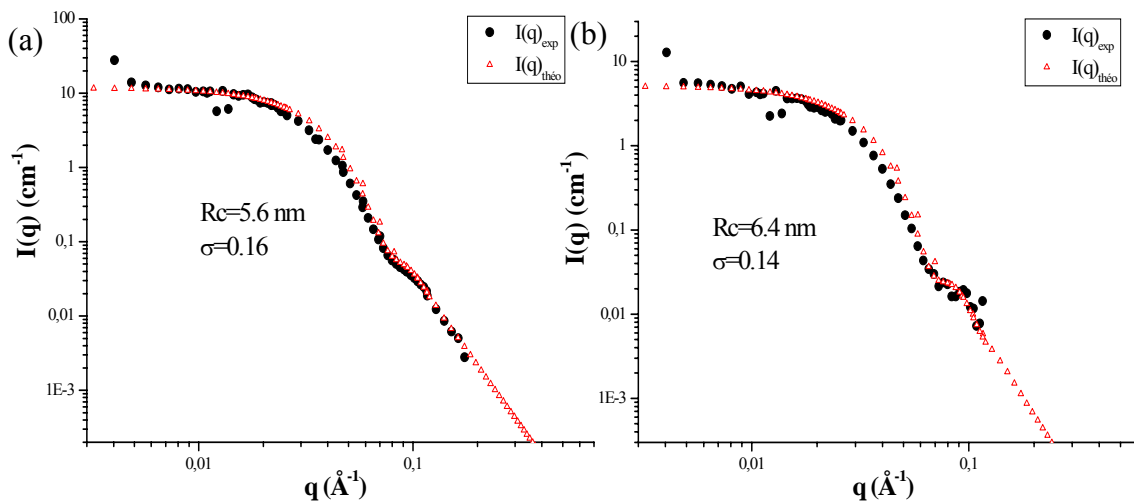 (a)
I(q) (cm⁻¹)
100
10
1
0,1
0,01
1E-3
I(q)exp
I(q)théo
Rc=5.6 nm
σ=0.16
0,01 0,1
q (Å⁻¹)
(b)
I(q) (cm⁻¹)
10
1
0,1
0,01
1E-3
I(q)exp
I(q)théo
Rc=6.4 nm
σ=0.14
0,01 0,1
q (Å⁻¹)